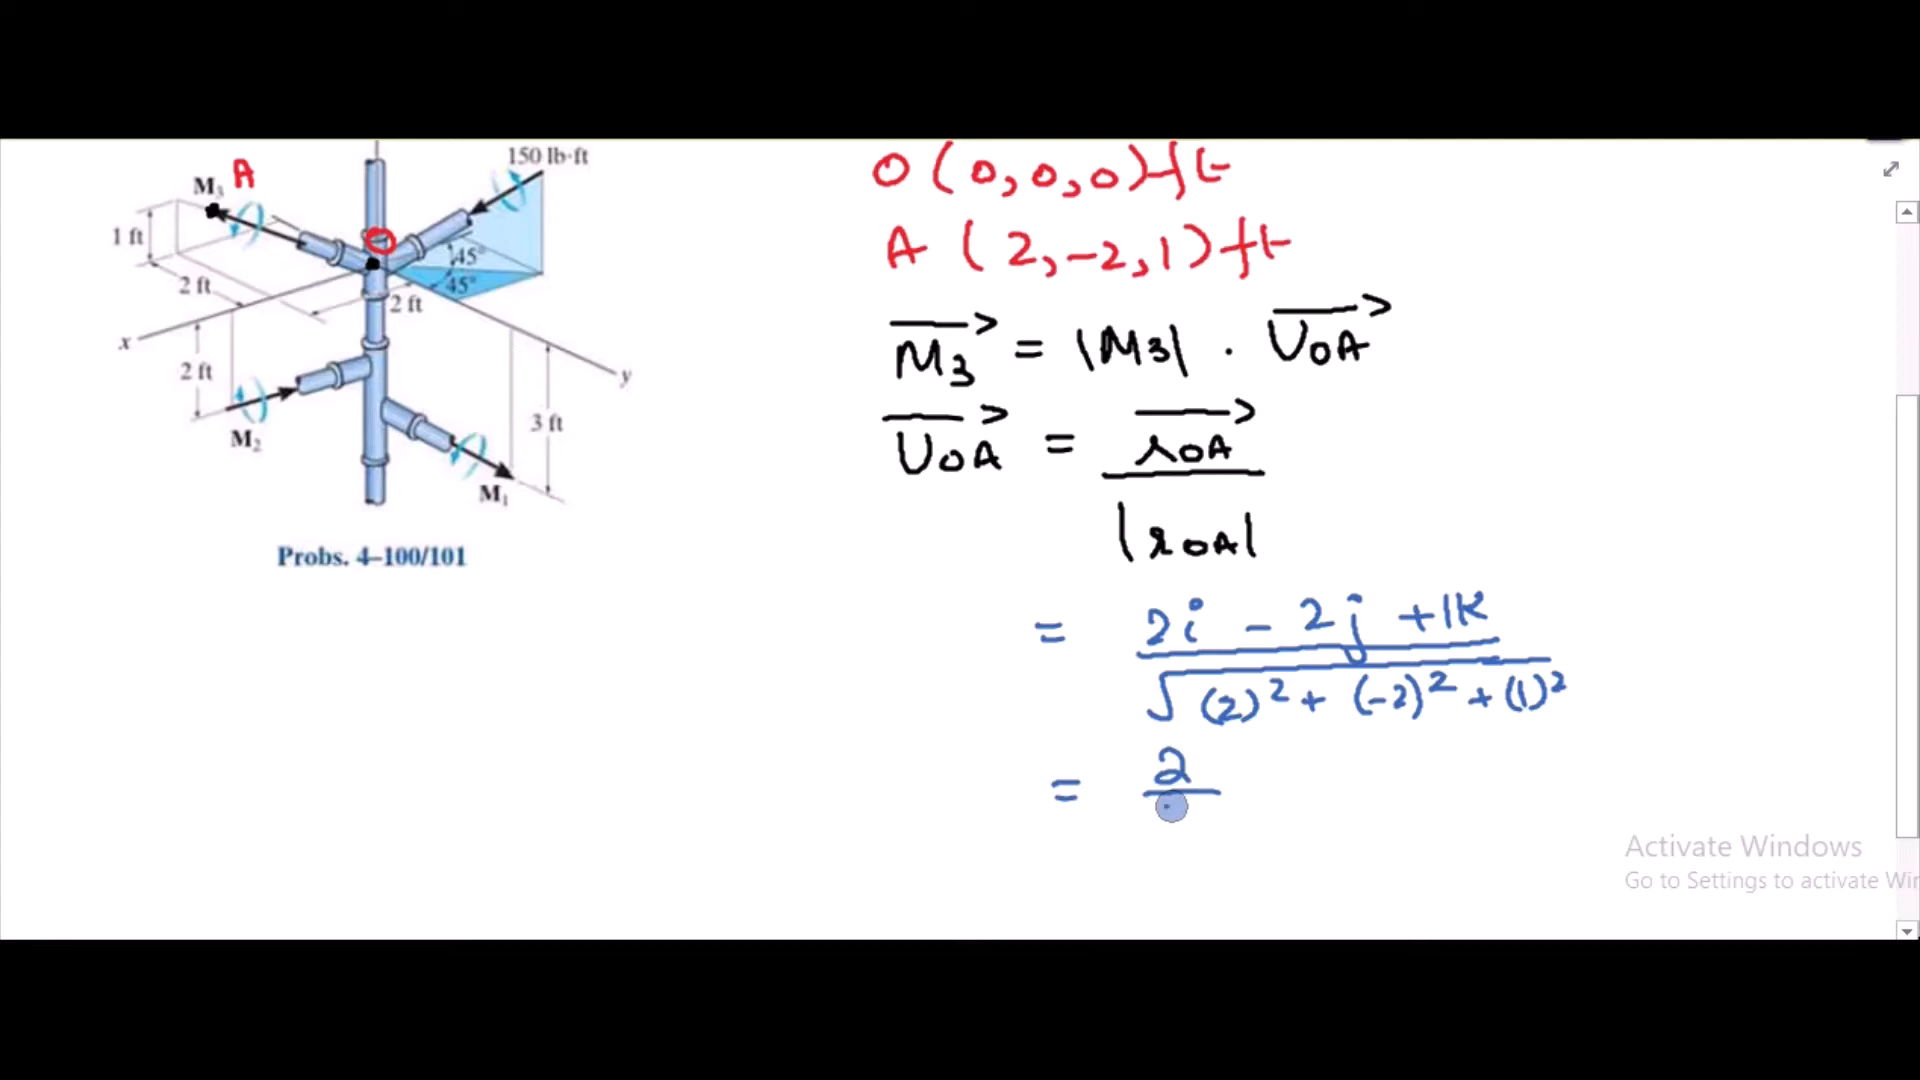 150 lb·ft
M₃ A
O
1 ft
2 ft
45°
45°
2 ft
x
2 ft
y
3 ft
M₂
M₁
Probs. 4–100/101
O (0,0,0) ft
A (2,-2,1) ft
M₃ = |M₃| · UOA
UOA = rOA
|rOA|
= 2i - 2j + 1k
√(2)² + (-2)² + (1)²
= 2
Activate Windows
Go to Settings to activate Wi